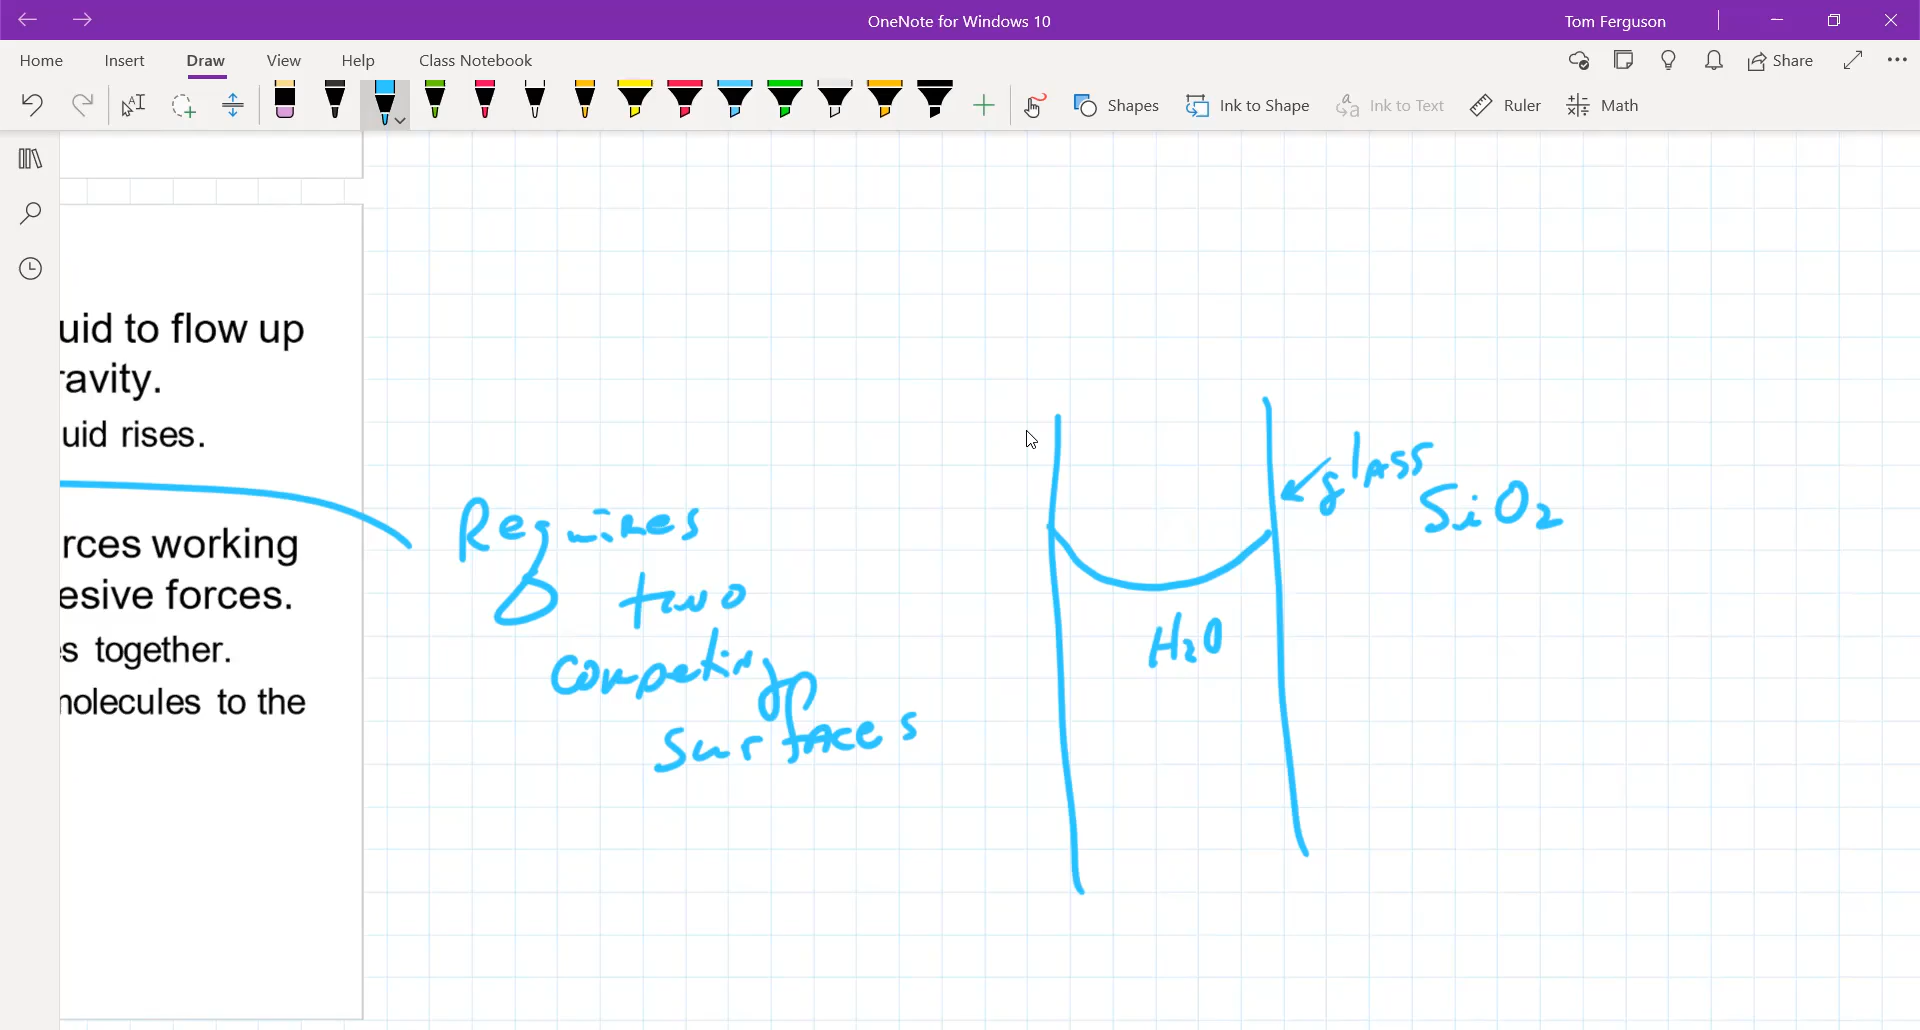 OneNote for Windows 10
Tom Ferguson
Home Insert Draw View Help Class Notebook
Share
Shapes Ink to Shape Ink to Text Ruler Math
uid to flow up
ravity.
uid rises.
rces working
esive forces.
s together.
nolecules to the
Requires
two
competing
surfaces
glass
SiO2
H2O